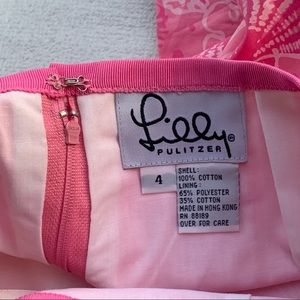 Lilly®
PULITZER
4
SHELL:
100% COTTON
LINING:
65% POLYESTER
35% COTTON
MADE IN HONG KONG
RN 88189
OVER FOR CARE